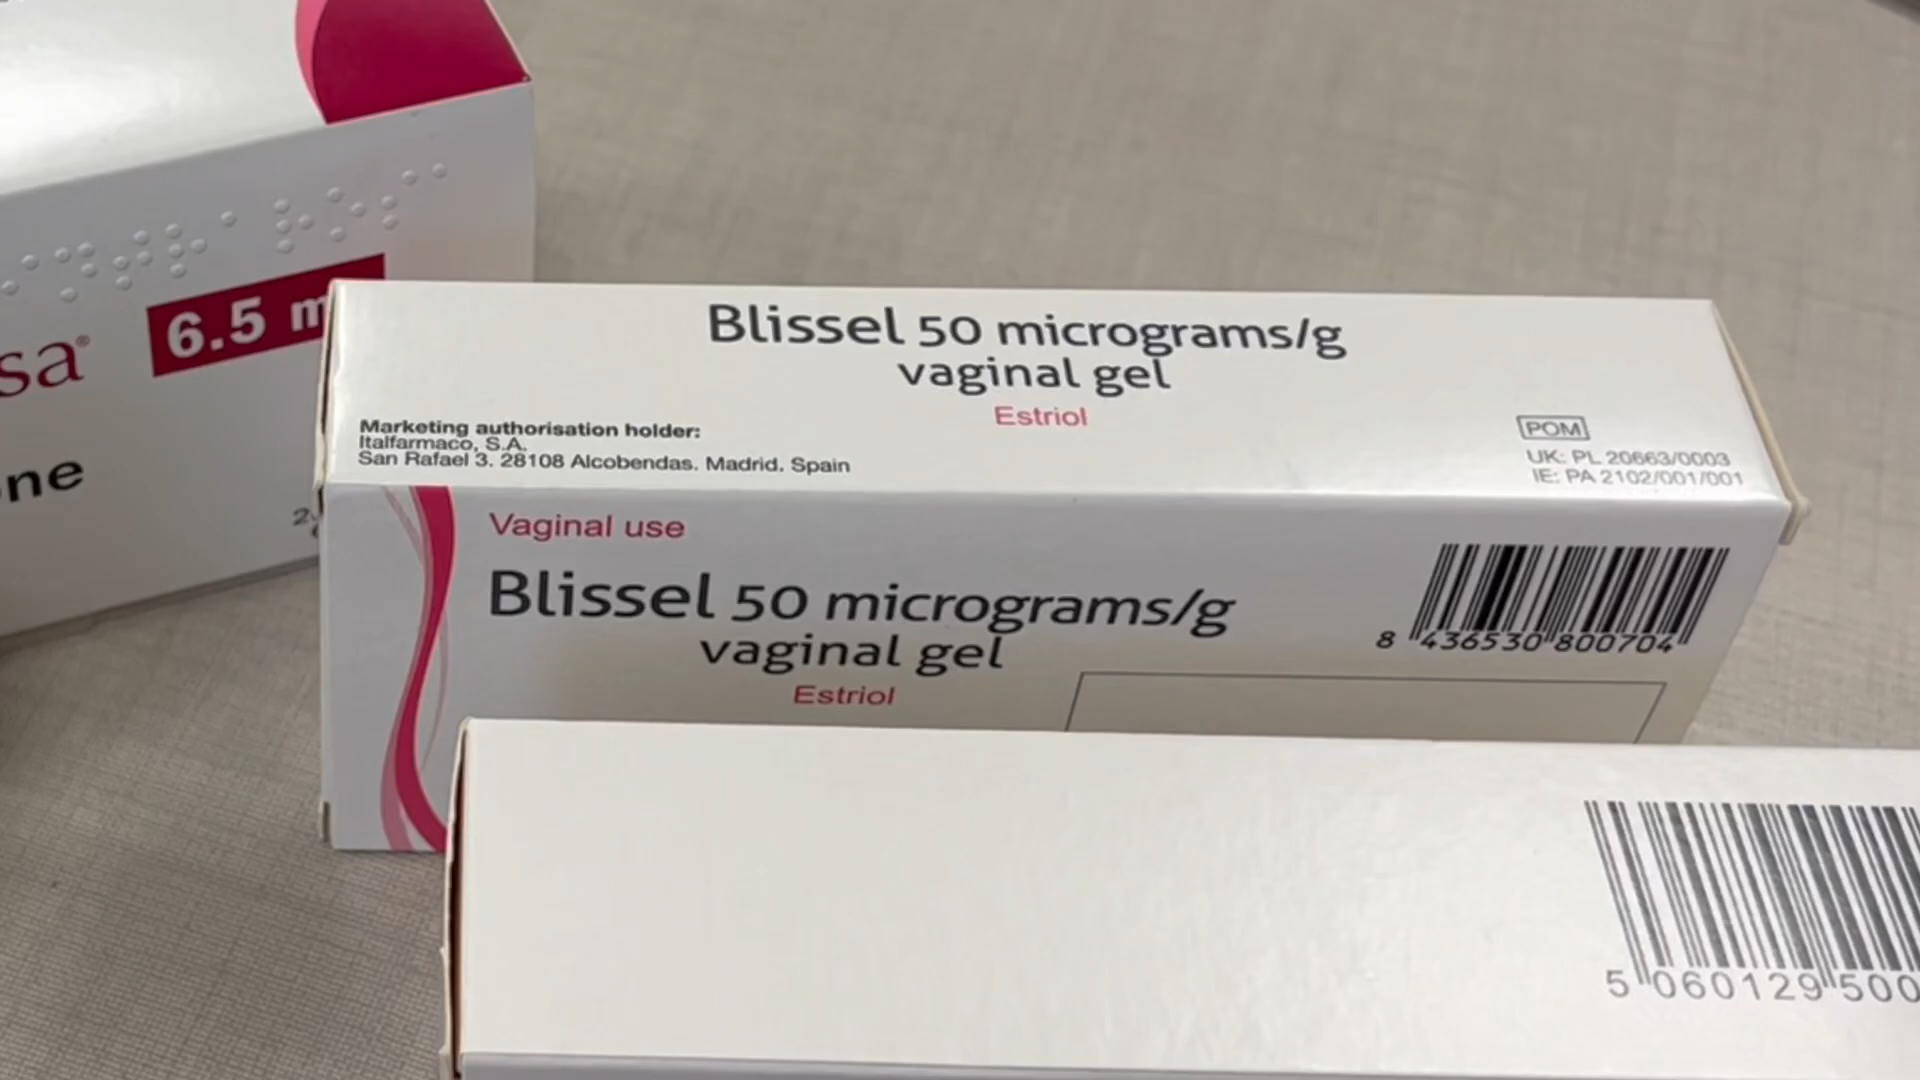 sa®
6.5 m
ne
Blissel 50 micrograms/g
vaginal gel
Estriol
Marketing authorisation holder:
Italfarmaco, S.A.
San Rafael 3. 28108 Alcobendas. Madrid. Spain
POM
UK: PL 20663/0003
IE: PA 2102/001/001
Vaginal use
Blissel 50 micrograms/g
vaginal gel
Estriol
8 436530 800704
5 060129 500